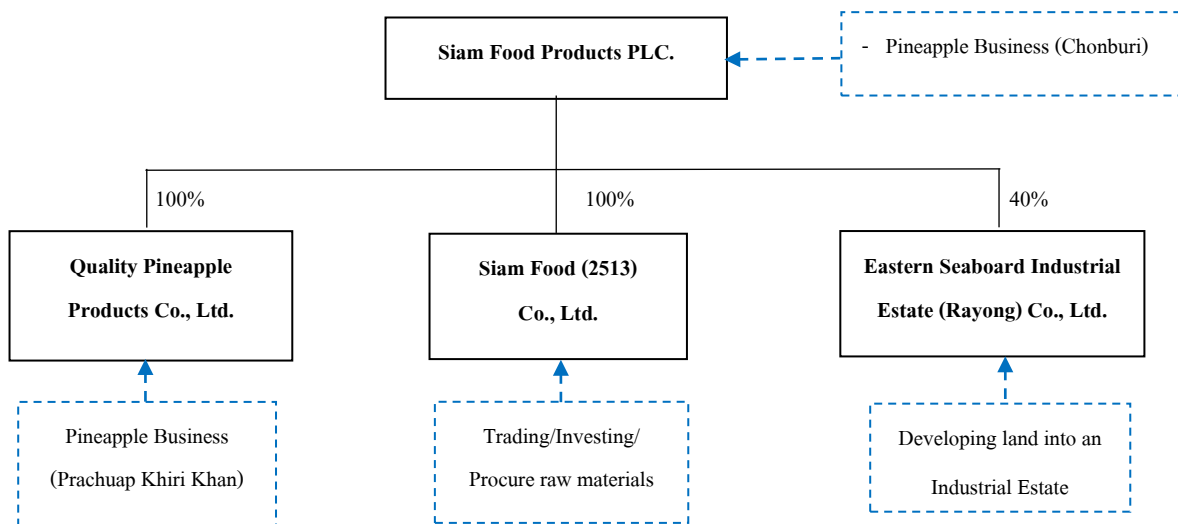 Siam Food Products PLC.
- Pineapple Business (Chonburi)
100%
100%
40%
Quality Pineapple
Products Co., Ltd.
Siam Food (2513)
Co., Ltd.
Eastern Seaboard Industrial
Estate (Rayong) Co., Ltd.
Pineapple Business
(Prachuap Khiri Khan)
Trading/Investing/
Procure raw materials
Developing land into an
Industrial Estate